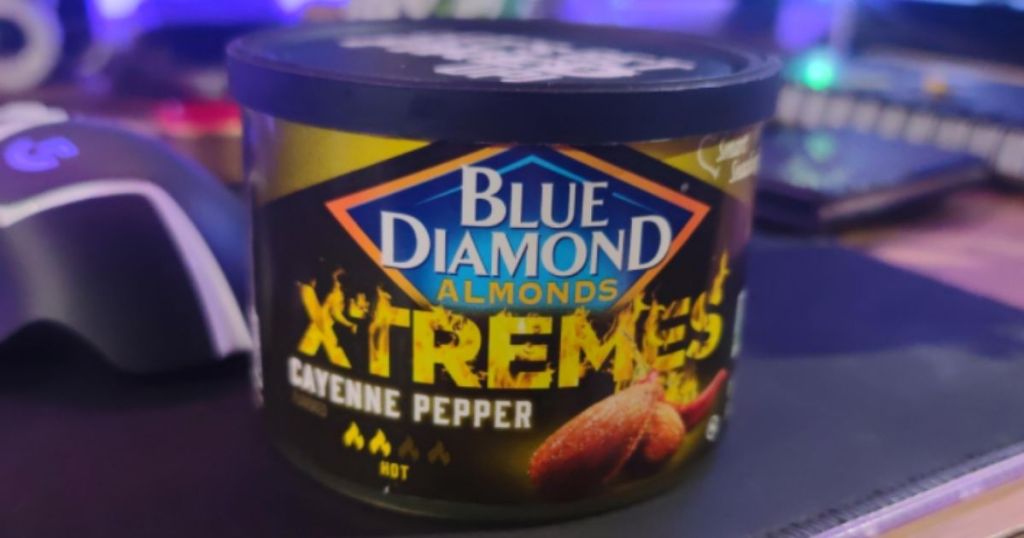 BLUE
DIAMOND
ALMONDS
XTREMES
CAYENNE PEPPER
HOT